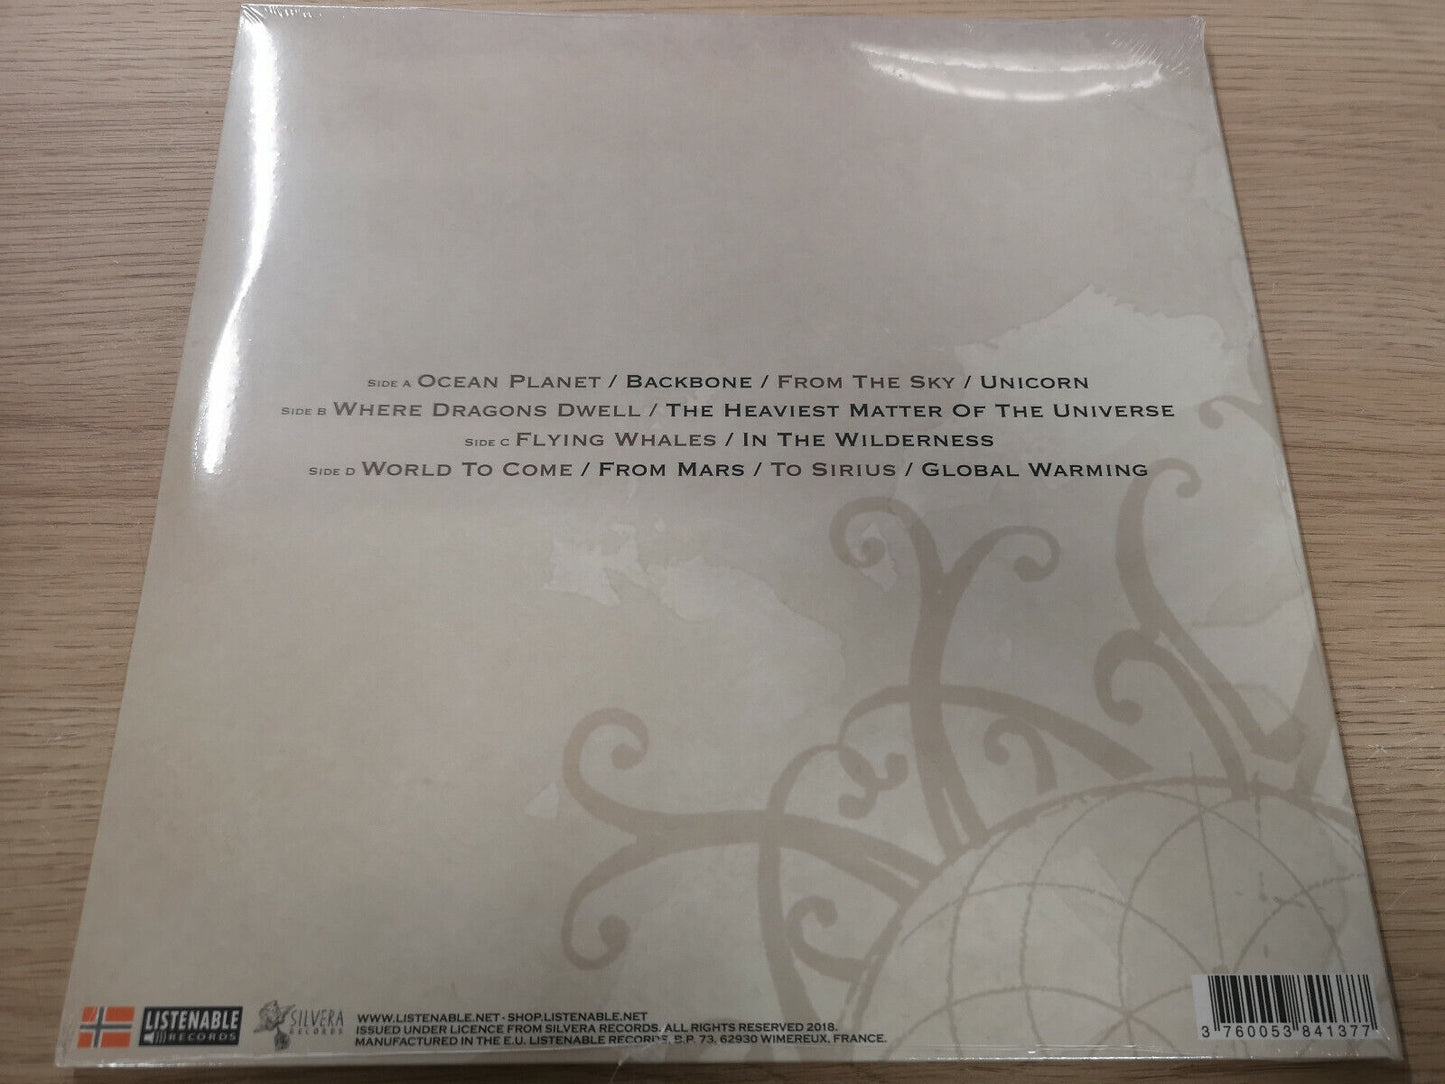 SIDE A OCEAN PLANET / BACKBONE / FROM THE SKY / UNICORN
SIDE B WHERE DRAGONS DWELL / THE HEAVIEST MATTER OF THE UNIVERSE
SIDE C FLYING WHALES / IN THE WILDERNESS
SIDE D WORLD TO COME / FROM MARS / TO SIRIUS / GLOBAL WARMING
LISTENABLE
RECORDS
SILVERA
RECORDS
WWW.LISTENABLE.NET - SHOP.LISTENABLE.NET
ISSUED UNDER LICENCE FROM SILVERA RECORDS. ALL RIGHTS RESERVED 2018.
MANUFACTURED IN THE E.U. LISTENABLE RECORDS, B.P. 73, 62930 WIMEREUX, FRANCE.
3 760053 841377